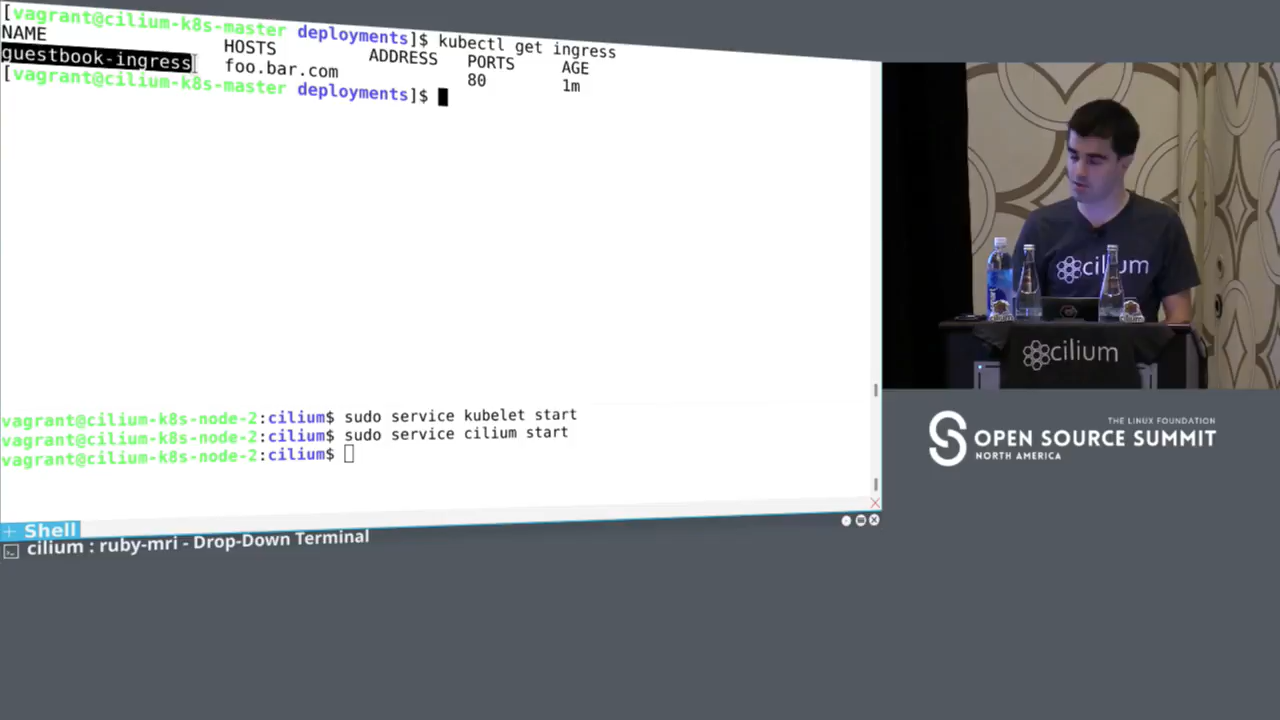 [vagrant@cilium-k8s-master deployments]$ kubectl get ingress
NAME HOSTS ADDRESS PORTS AGE
guestbook-ingress foo.bar.com 80 1m
[vagrant@cilium-k8s-master deployments]$
vagrant@cilium-k8s-node-2:cilium$ sudo service kubelet start
vagrant@cilium-k8s-node-2:cilium$ sudo service cilium start
vagrant@cilium-k8s-node-2:cilium$
+ Shell
cilium : ruby-mri - Drop-Down Terminal
cilium
cilium
THE LINUX FOUNDATION
OPEN SOURCE SUMMIT
NORTH AMERICA